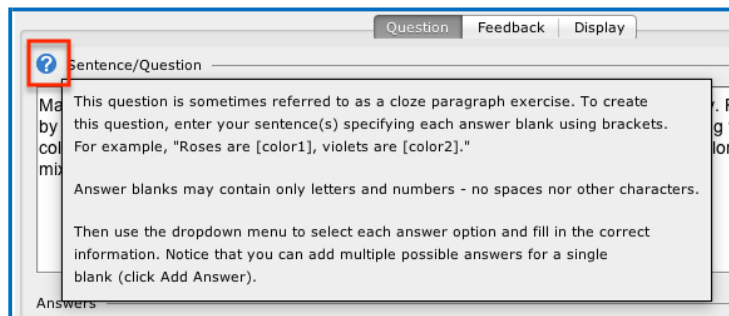 Question Feedback Display
? Sentence/Question
Ma
by
col
mix
This question is sometimes referred to as a cloze paragraph exercise. To create
this question, enter your sentence(s) specifying each answer blank using brackets.
For example, "Roses are [color1], violets are [color2]."
Answer blanks may contain only letters and numbers - no spaces nor other characters.
Then use the dropdown menu to select each answer option and fill in the correct
information. Notice that you can add multiple possible answers for a single
blank (click Add Answer).
Answers